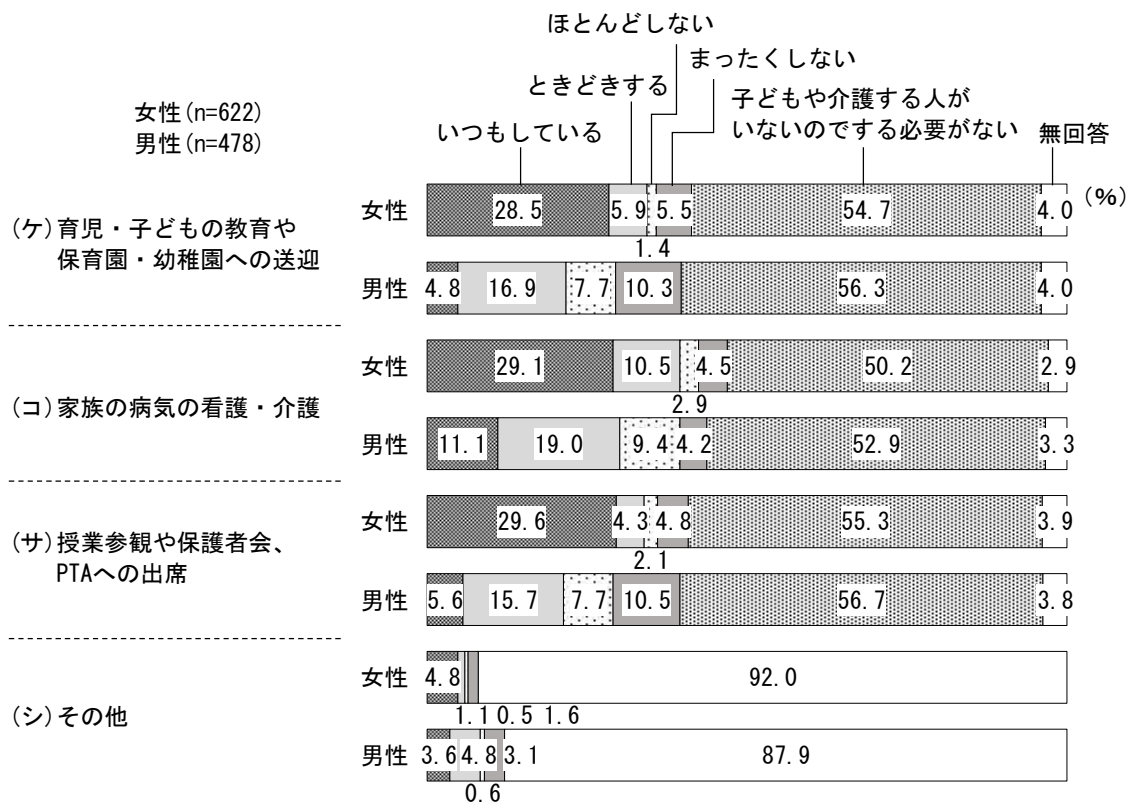 ほとんどしない
まったくしない
ときどきする
子どもや介護する人が
いないのでする必要がない
女性(n=622)
男性(n=478)
いつもしている
無回答
(%)
(ケ)育児・子どもの教育や
保育園・幼稚園への送迎
女性 28.5 5.9 5.5 54.7 4.0
1.4
男性 4.8 16.9 7.7 10.3 56.3 4.0
(コ)家族の病気の看護・介護
女性 29.1 10.5 4.5 50.2 2.9
2.9
男性 11.1 19.0 9.4 4.2 52.9 3.3
(サ)授業参観や保護者会、
PTAへの出席
女性 29.6 4.3 4.8 55.3 3.9
2.1
男性 5.6 15.7 7.7 10.5 56.7 3.8
(シ)その他
女性 4.8 92.0
1.1 0.5 1.6
男性 3.6 4.8 3.1 87.9
0.6